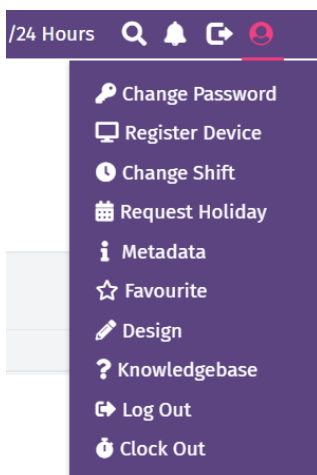 /24 Hours
Change Password
Register Device
Change Shift
Request Holiday
Metadata
Favourite
Design
Knowledgebase
Log Out
Clock Out